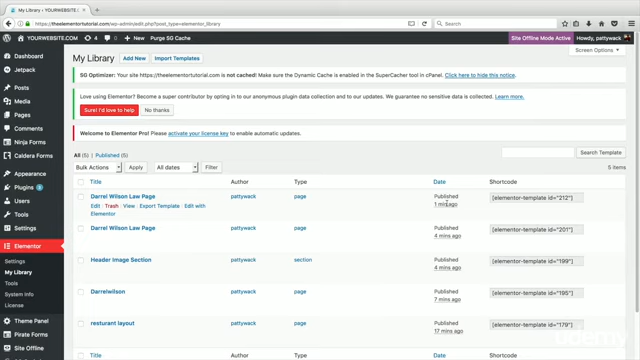 My Library ‹ YOURWEBSITE.C...
https://theelementortutorial.com/wp-admin/edit.php?post_type=elementor_library
Search
YOURWEBSITE.COM 4 0 New Purge SG Cache
Site Offline Mode Active
Howdy, pattywack
Screen Options
Dashboard
Jetpack
Posts
Media
Pages
Comments
Ninja Forms
Caldera Forms
Appearance
Plugins 3
Users
Tools
Settings
Elementor
Settings
My Library
Tools
System Info
License
Theme Panel
Pirate Forms
Site Offline
My Library Add New Import Templates
SG Optimizer: Your site https://theelementortutorial.com is not cached! Make sure the Dynamic Cache is enabled in the SuperCacher tool in cPanel. Click here to hide this notice.
Love using Elementor? Become a super contributor by opting in to our anonymous plugin data collection and to our updates. We guarantee no sensitive data is collected. Learn more.
Sure! I'd love to help No thanks
Welcome to Elementor Pro! Please activate your license key to enable automatic updates.
All (5) | Published (5)
Search Template
Bulk Actions Apply All dates Filter
5 items
Title Author Type Date Shortcode
Darrel Wilson Law Page pattywack page Published [elementor-template id="212"]
1 min ago
Edit | Trash | View | Export Template | Edit with
Elementor
Darrel Wilson Law Page pattywack page Published [elementor-template id="201"]
4 mins ago
Header Image Section pattywack section Published [elementor-template id="199"]
4 mins ago
Darrelwilson pattywack page Published [elementor-template id="195"]
7 mins ago
resturant layout pattywack page Published [elementor-template id="179"]
17 mins ago
Title Author Type Date Shortcode
udemy